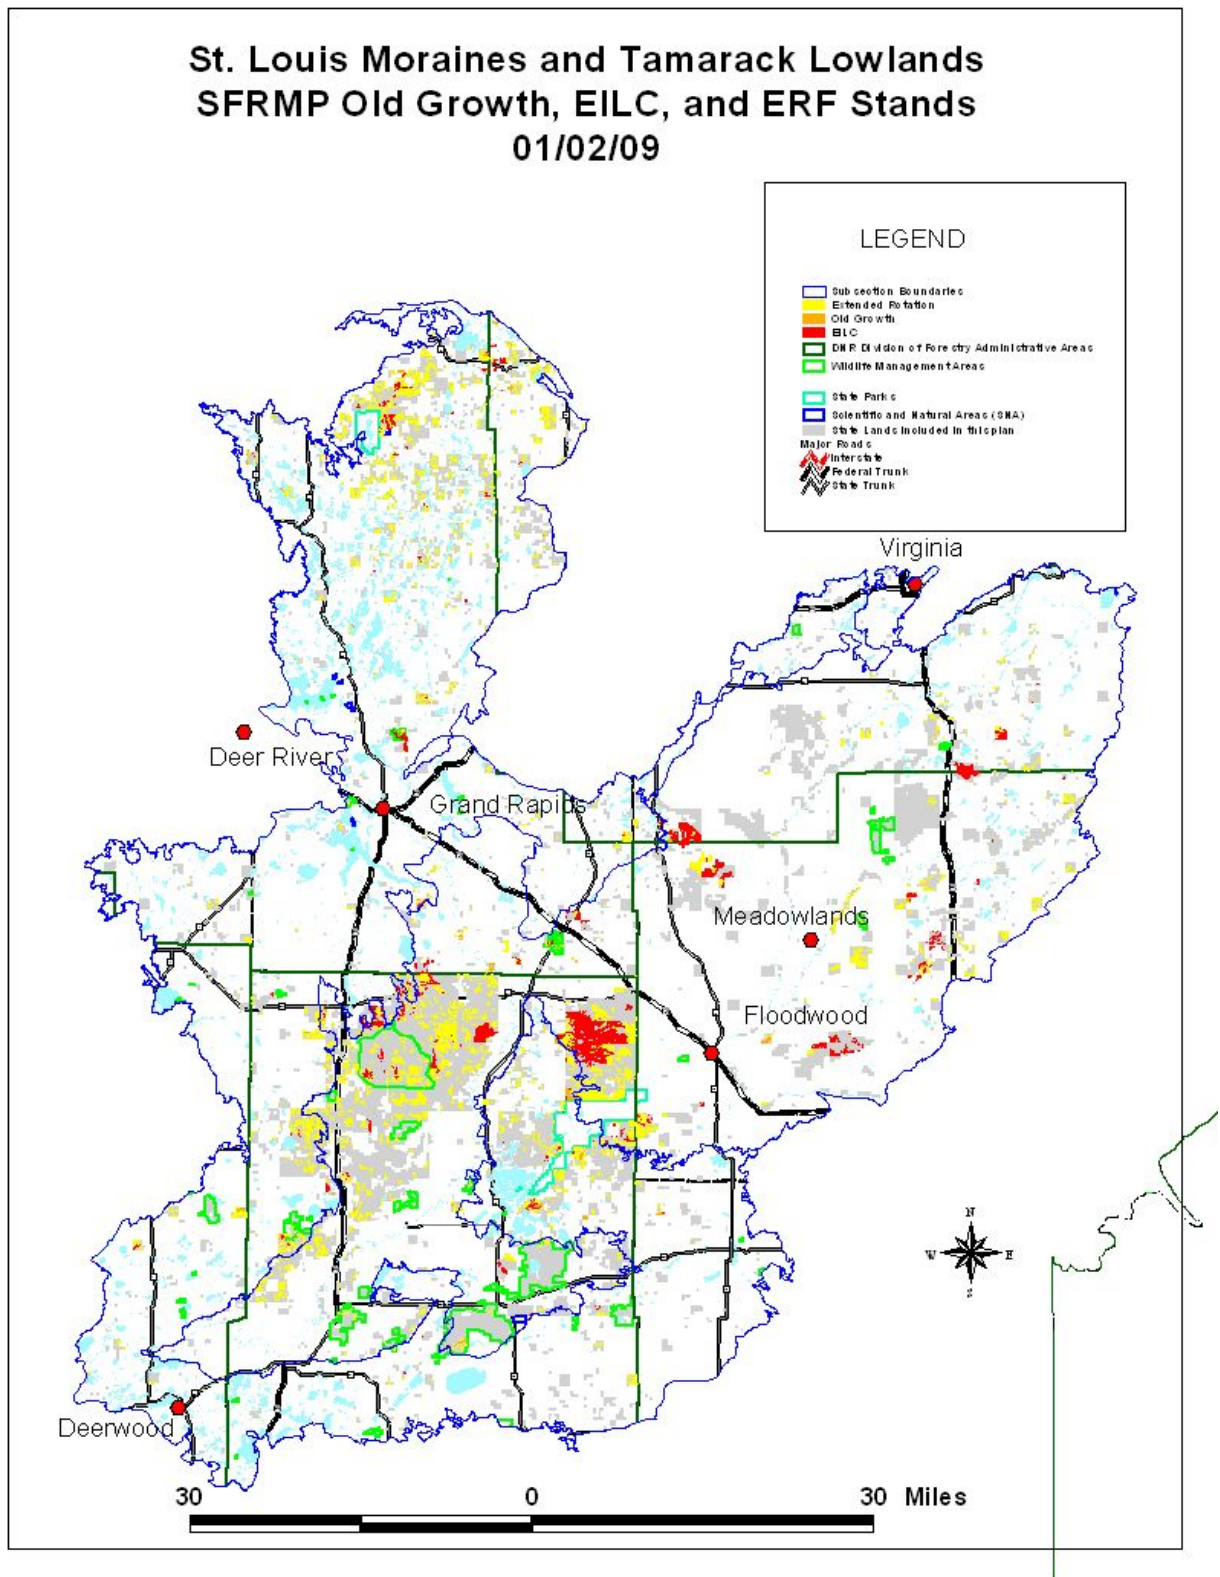 St. Louis Moraines and Tamarack Lowlands
SFRMP Old Growth, EILC, and ERF Stands
01/02/09
LEGEND
Subsection Boundaries
Extended Rotation
Old Growth
EILC
DNR Division of Forestry Administrative Areas
Wildlife Management Areas
State Parks
Scientific and Natural Areas (SNA)
State Lands included in this plan
Major Roads
Interstate
Federal Trunk
State Trunk
Virginia
Deer River
Grand Rapids
Meadowlands
Floodwood
N
W E
S
Deerwood
30 0 30 Miles